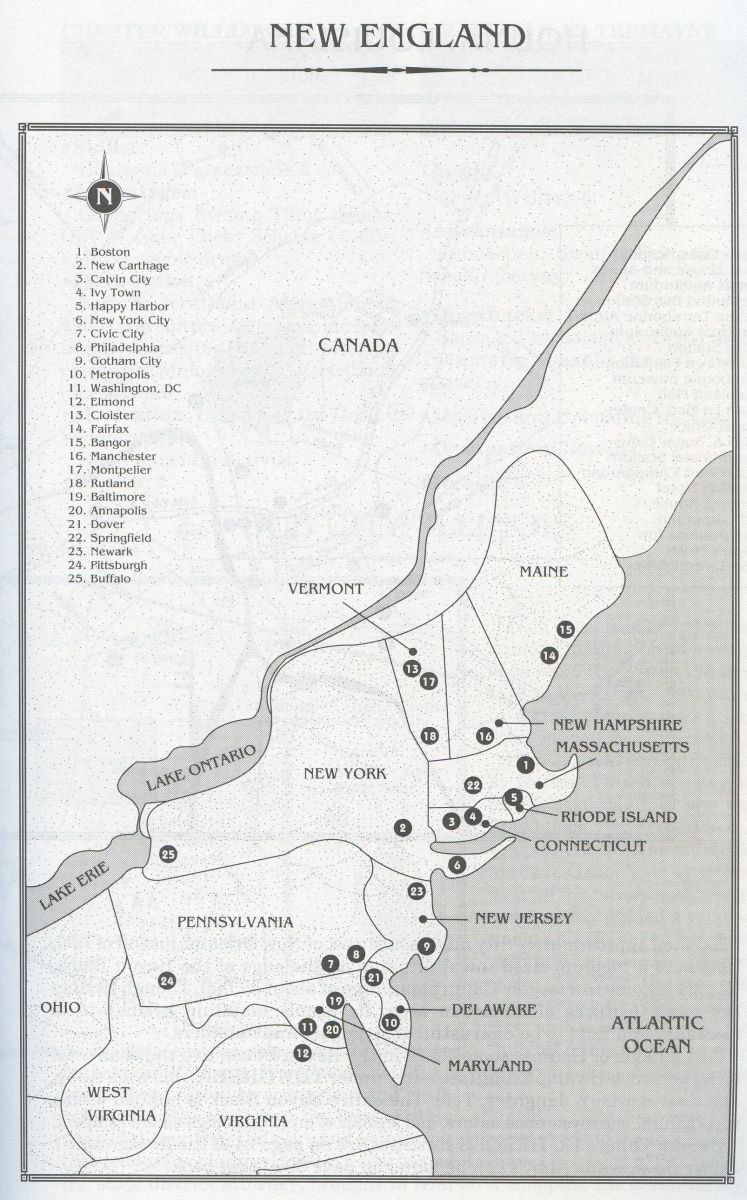 NEW ENGLAND
N
1. Boston
2. New Carthage
3. Calvin City
4. Ivy Town
5. Happy Harbor
6. New York City
7. Civic City
8. Philadelphia
9. Gotham City
10. Metropolis
11. Washington, DC
12. Elmond
13. Cloister
14. Fairfax
15. Bangor
16. Manchester
17. Montpelier
18. Rutland
19. Baltimore
20. Annapolis
21. Dover
22. Springfield
23. Newark
24. Pittsburgh
25. Buffalo
CANADA
MAINE
VERMONT
15
14
13
17
NEW HAMPSHIRE
18
16
MASSACHUSETTS
LAKE ONTARIO
NEW YORK
1
22
5
RHODE ISLAND
3
4
2
CONNECTICUT
25
6
LAKE ERIE
23
PENNSYLVANIA
NEW JERSEY
9
8
7
24
21
OHIO
19
DELAWARE
11
20
10
ATLANTIC
OCEAN
12
MARYLAND
WEST
VIRGINIA
VIRGINIA